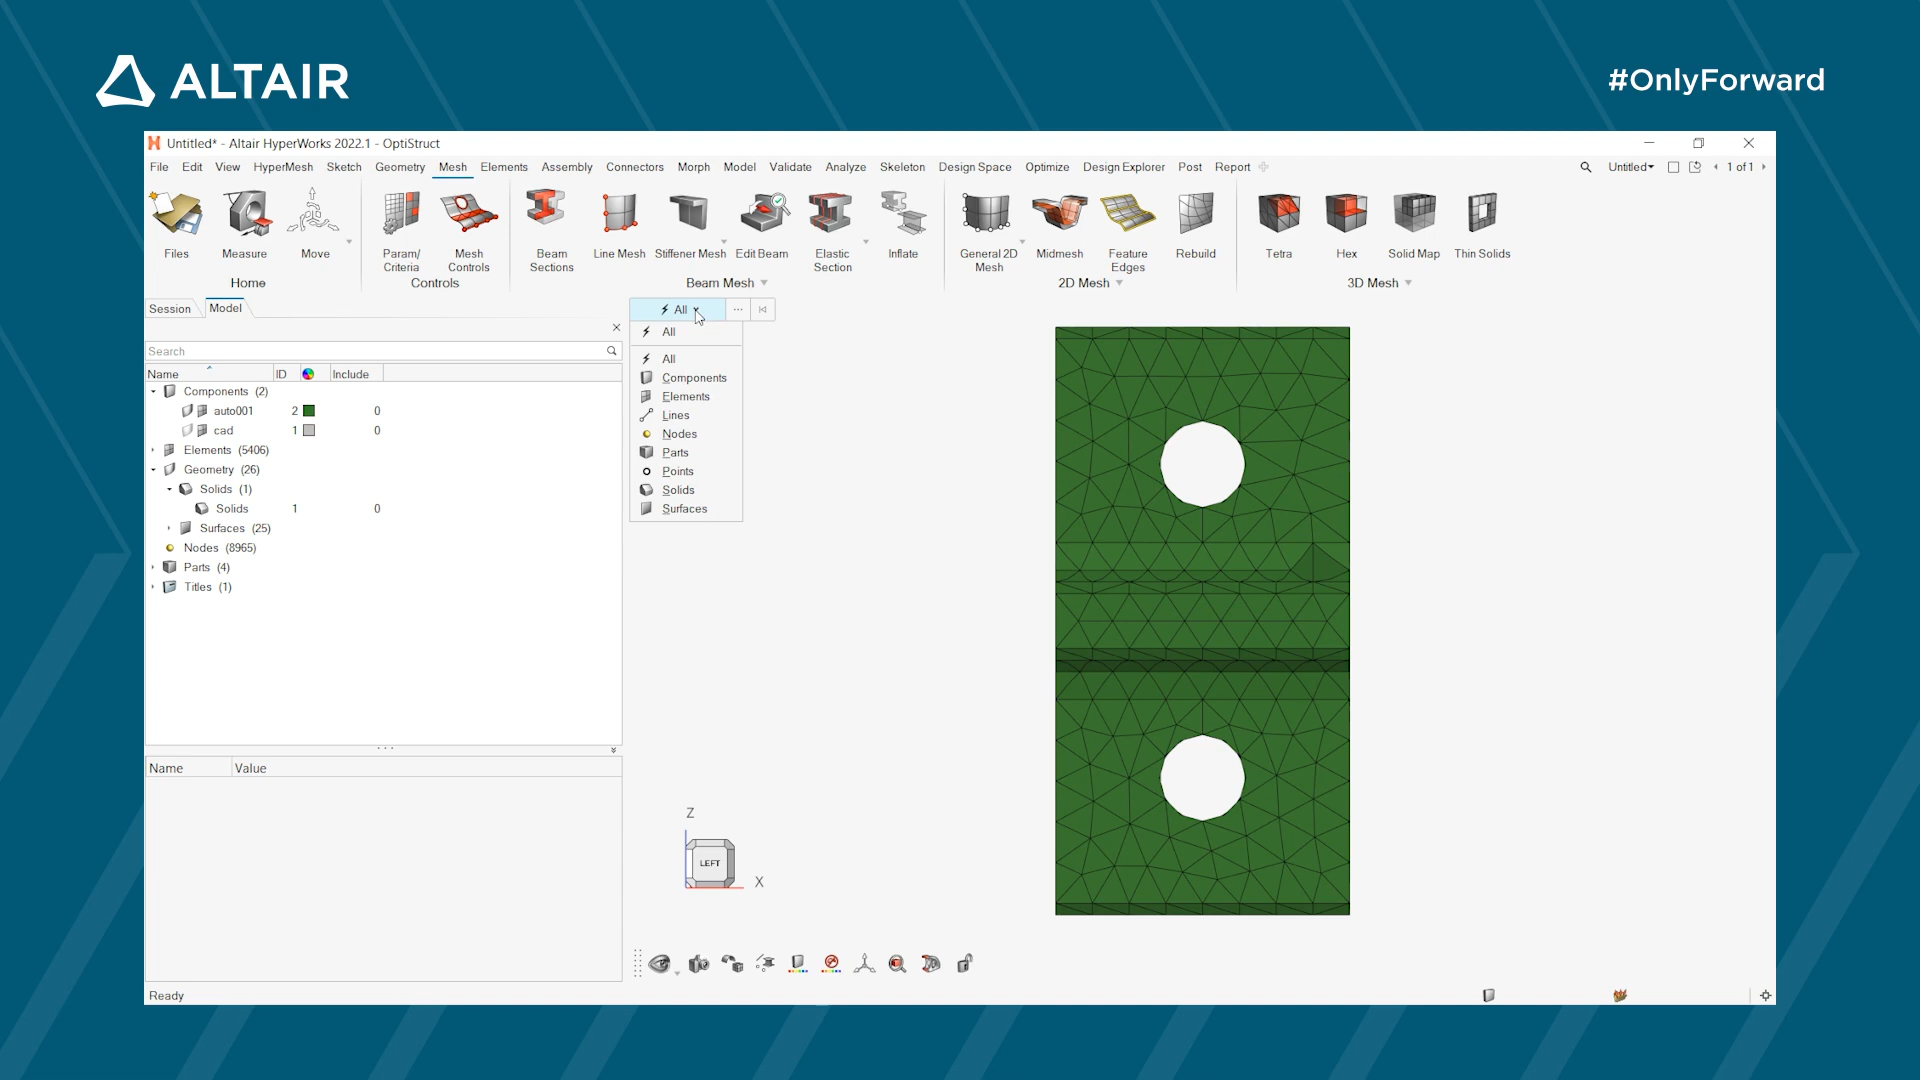 ALTAIR
#OnlyForward
Untitled* - Altair HyperWorks 2022.1 - OptiStruct
File Edit View HyperMesh Sketch Geometry Mesh Elements Assembly Connectors Morph Model Validate Analyze Skeleton Design Space Optimize Design Explorer Post Report Untitled 1 of 1
Files Measure Move Param/ Criteria Mesh Controls Beam Sections Line Mesh Stiffener Mesh Edit Beam Elastic Section Inflate General 2D Mesh Midmesh Feature Edges Rebuild Tetra Hex Solid Map Thin Solids
Home Controls Beam Mesh 2D Mesh 3D Mesh
Session Model
Search
Name ID Include
Components (2)
auto001 2 0
cad 1 0
Elements (5406)
Geometry (26)
Solids (1)
Solids 1 0
Surfaces (25)
Nodes (8965)
Parts (4)
Titles (1)
Name Value
All
All
All
Components
Elements
Lines
Nodes
Parts
Points
Solids
Surfaces
Z
LEFT
X
Ready